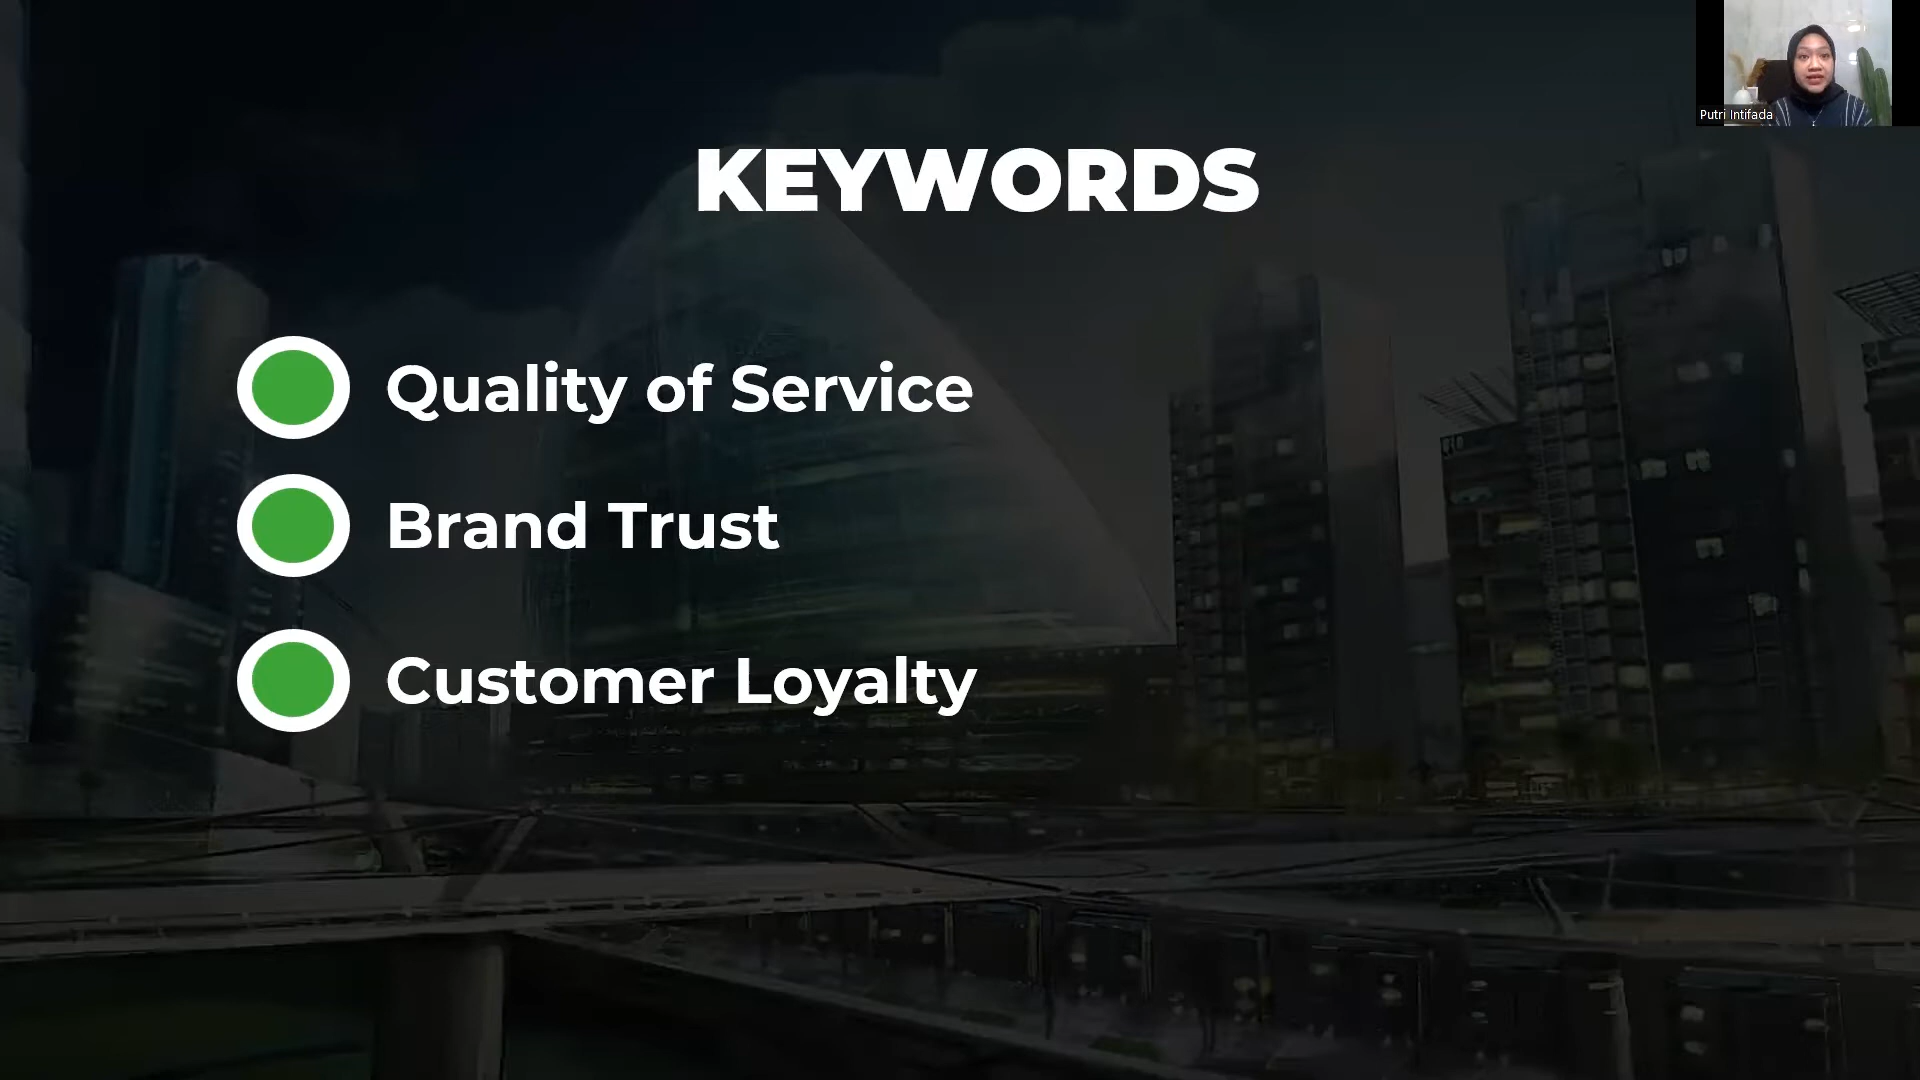 Putri Intifada
KEYWORDS
Quality of Service
Brand Trust
Customer Loyalty